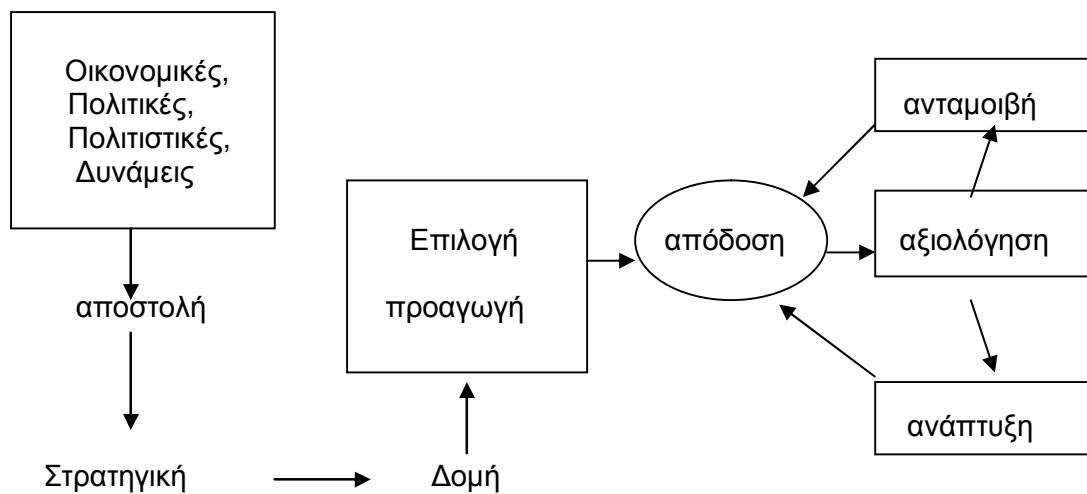 Οικονομικές,
Πολιτικές,
Πολιτιστικές,
Δυνάμεις
αποστολή
Στρατηγική
Δομή
Επιλογή
προαγωγή
απόδοση
ανταμοιβή
αξιολόγηση
ανάπτυξη